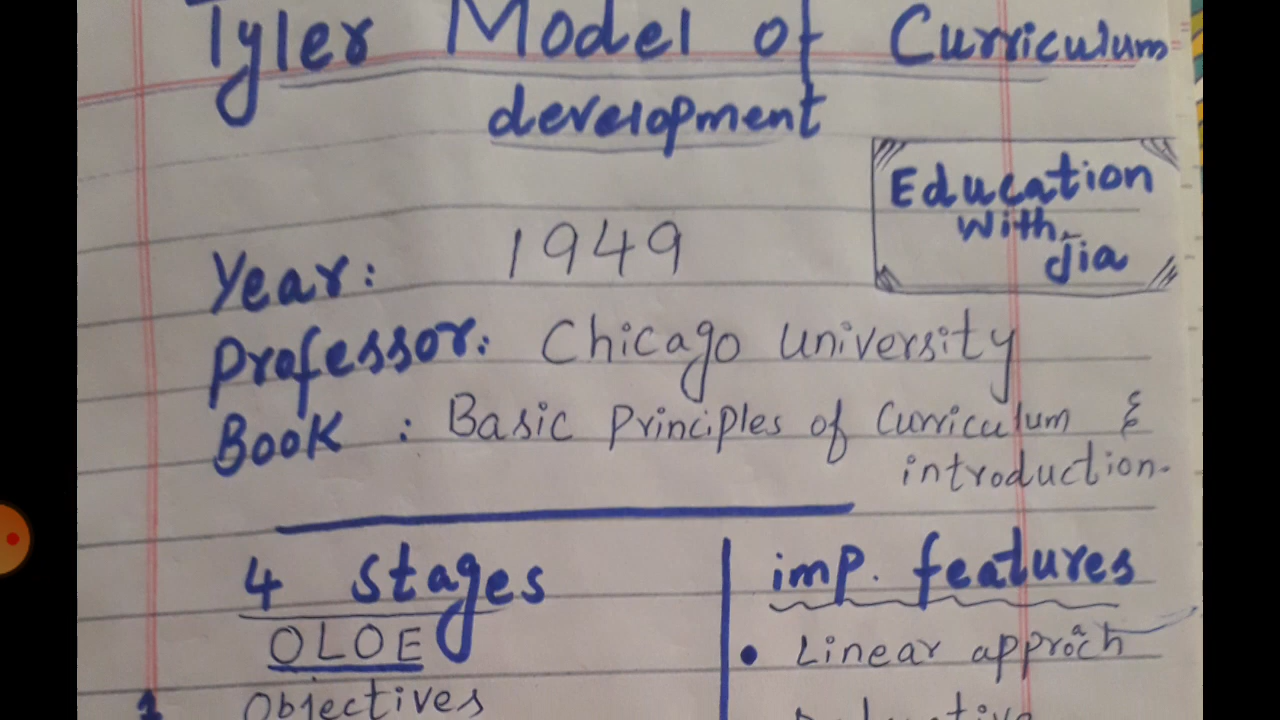 Tyler Model of Curriculum
development
Education
With
Jia
Year: 1949
Professor: Chicago University
Book : Basic Principles of Curriculum &
introduction.
4 stages
OLOE
1 Objectives
imp. features
• Linear approach